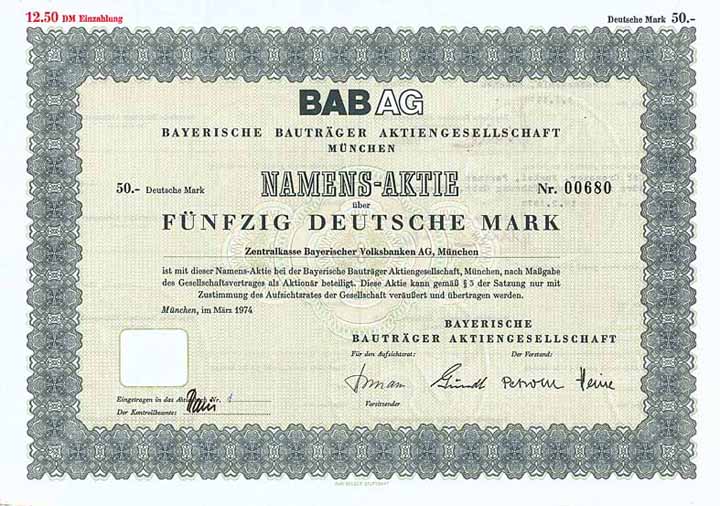 12.50 DM Einzahlung
Deutsche Mark 50.-
BAB AG
BAYERISCHE BAUTRÄGER AKTIENGESELLSCHAFT
MÜNCHEN
50.- Deutsche Mark
NAMENS-AKTIE
Nr. 00680
über
FÜNFZIG DEUTSCHE MARK
Zentralkasse Bayerischer Volksbanken AG, München
ist mit dieser Namens-Aktie bei der Bayerische Bauträger Aktiengesellschaft, München, nach Maßgabe
des Gesellschaftsvertrages als Aktionär beteiligt. Diese Aktie kann gemäß § 5 der Satzung nur mit
Zustimmung des Aufsichtsrates der Gesellschaft veräußert und übertragen werden.
München, im März 1974
BAYERISCHE
BAUTRÄGER AKTIENGESELLSCHAFT
Für den Aufsichtsrat:
Der Vorstand:
Vorsitzender
Eingetragen in das Nr. 1
Der Kontrollbeamte: